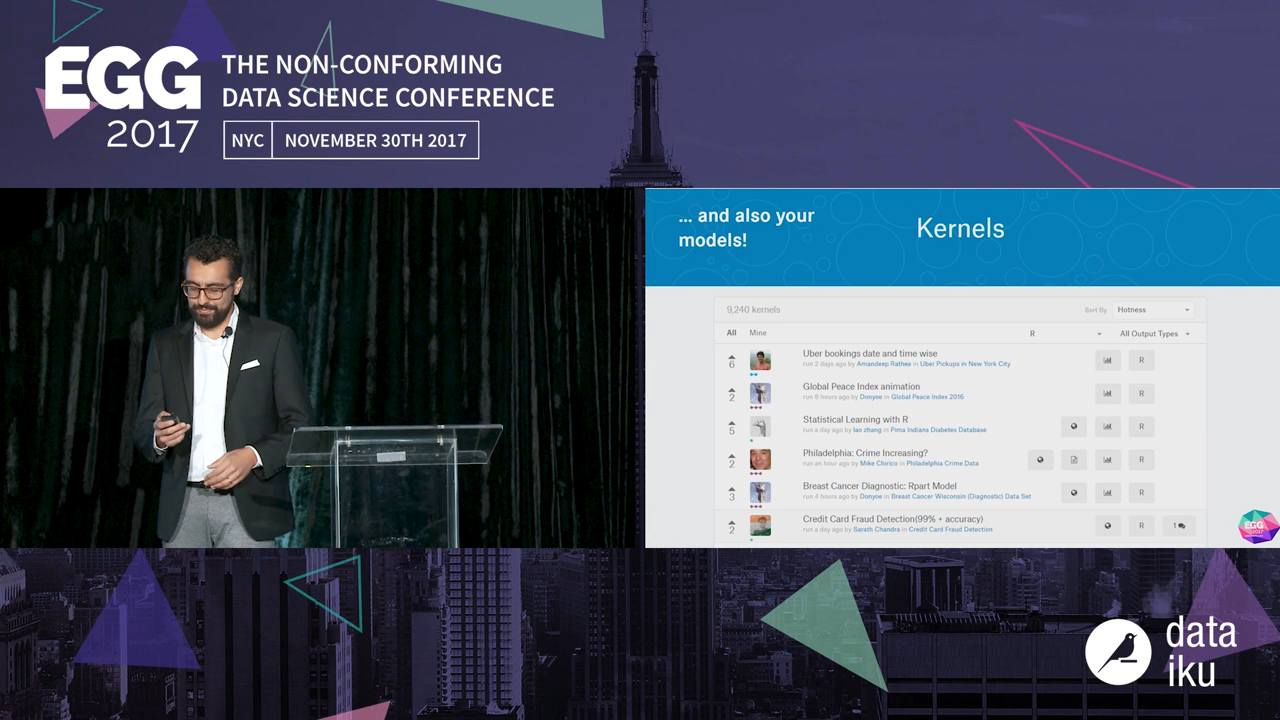 EGG
2017
THE NON-CONFORMING
DATA SCIENCE CONFERENCE
NYC NOVEMBER 30TH 2017
... and also your
models!
Kernels
9,240 kernels
Sort By Hotness
All Mine
R All Output Types
6
Uber bookings date and time wise
run 2 days ago by Amandeep Rathee in Uber Pickups in New York City
R
2
Global Peace Index animation
run 8 hours ago by Donyoe in Global Peace Index 2016
R
5
Statistical Learning with R
run a day ago by lao zhang in Pima Indians Diabetes Database
R
2
Philadelphia: Crime Increasing?
run an hour ago by Mike Chirico in Philadelphia Crime Data
R
3
Breast Cancer Diagnostic: Rpart Model
run 4 hours ago by Donyoe in Breast Cancer Wisconsin (Diagnostic) Data Set
R
2
Credit Card Fraud Detection(99% + accuracy)
run a day ago by Sarath Chandra in Credit Card Fraud Detection
R 1
EGG
2017
data
iku